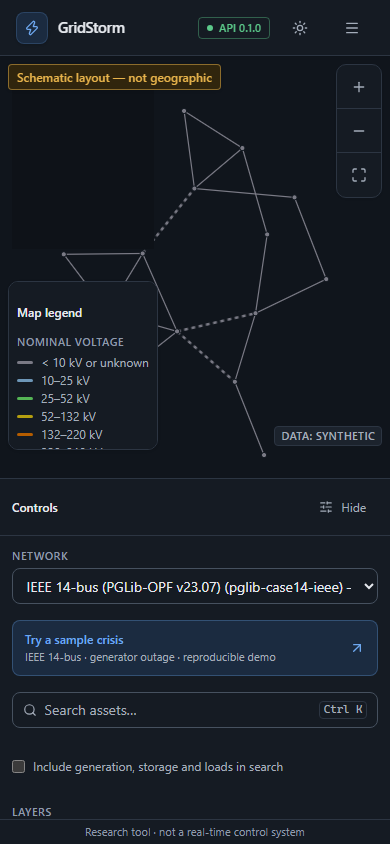 GridStorm
API 0.1.0
Schematic layout — not geographic
Map legend
NOMINAL VOLTAGE
< 10 kV or unknown
10–25 kV
25–52 kV
52–132 kV
132–220 kV
DATA: SYNTHETIC
Controls
Hide
NETWORK
IEEE 14-bus (PGLib-OPF v23.07) (pglib-case14-ieee) -
Try a sample crisis
IEEE 14-bus · generator outage · reproducible demo
Search assets...
Ctrl K
Include generation, storage and loads in search
LAYERS
Research tool · not a real-time control system